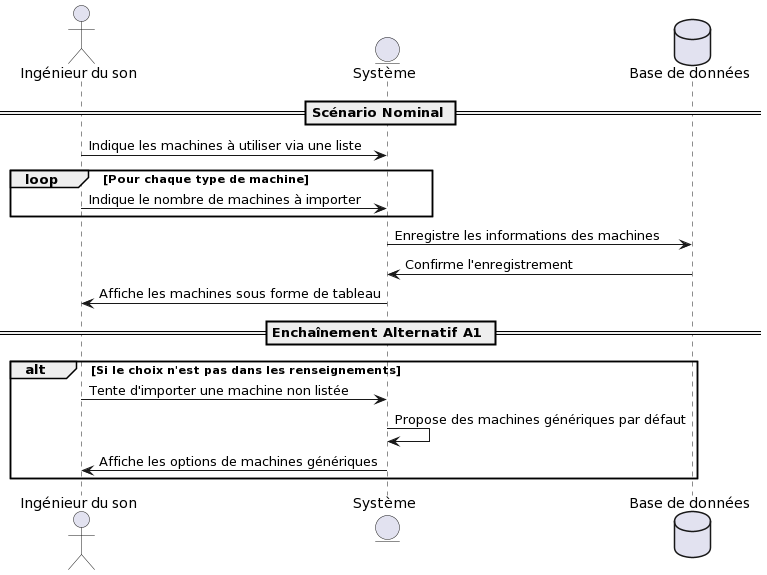 Ingénieur du son
Système
Base de données
Scénario Nominal
Indique les machines à utiliser via une liste
loop
[Pour chaque type de machine]
Indique le nombre de machines à importer
Enregistre les informations des machines
Confirme l'enregistrement
Affiche les machines sous forme de tableau
Enchaînement Alternatif A1
alt
[Si le choix n'est pas dans les renseignements]
Tente d'importer une machine non listée
Propose des machines génériques par défaut
Affiche les options de machines génériques
Ingénieur du son
Système
Base de données